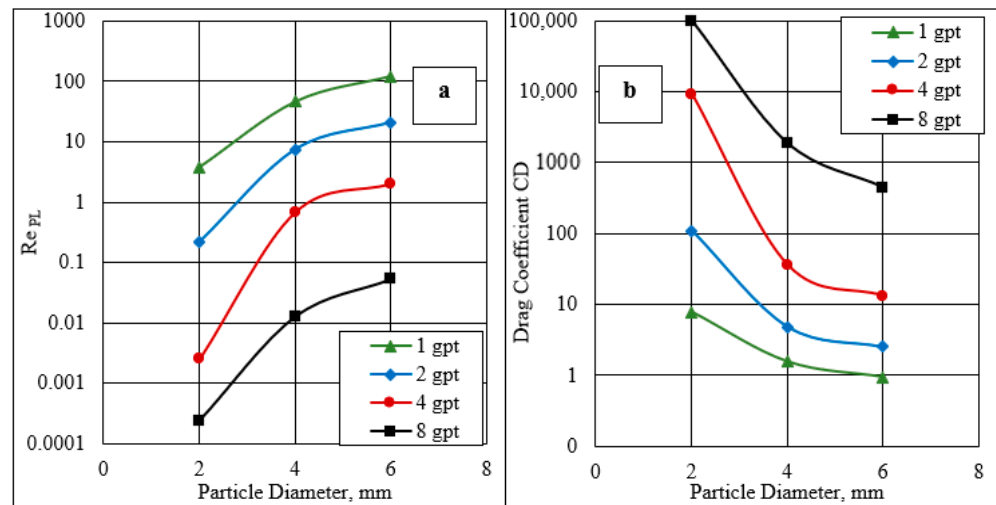 1000
100
10
1
0.1
0.01
0.001
0.0001
Re PL
0 2 4 6 8
Particle Diameter, mm
a
1 gpt
2 gpt
4 gpt
8 gpt
100,000
10,000
1000
100
10
1
0
Drag Coefficient CD
0 2 4 6 8
Particle Diameter, mm
b
1 gpt
2 gpt
4 gpt
8 gpt